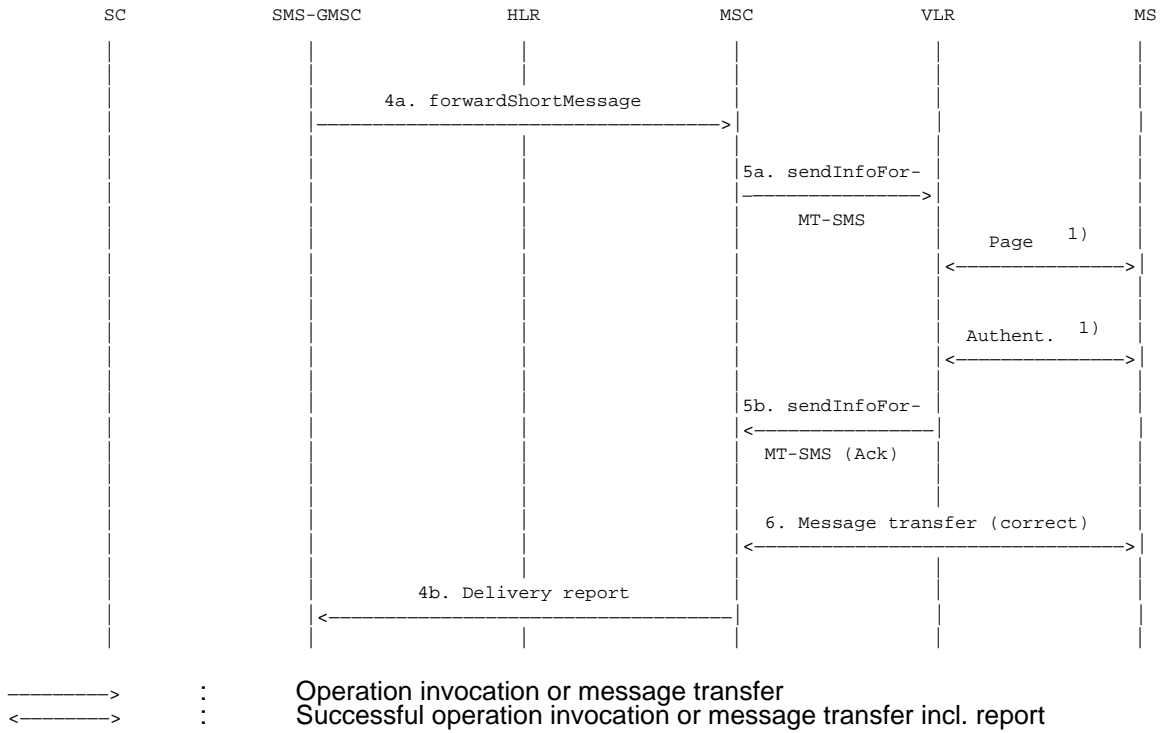 SC SMS-GMSC HLR MSC VLR MS
4a. forwardShortMessage
5a. sendInfoFor-
MT-SMS
Page 1)
Authent. 1)
5b. sendInfoFor-
MT-SMS (Ack)
6. Message transfer (correct)
4b. Delivery report
: Operation invocation or message transfer
: Successful operation invocation or message transfer incl. report